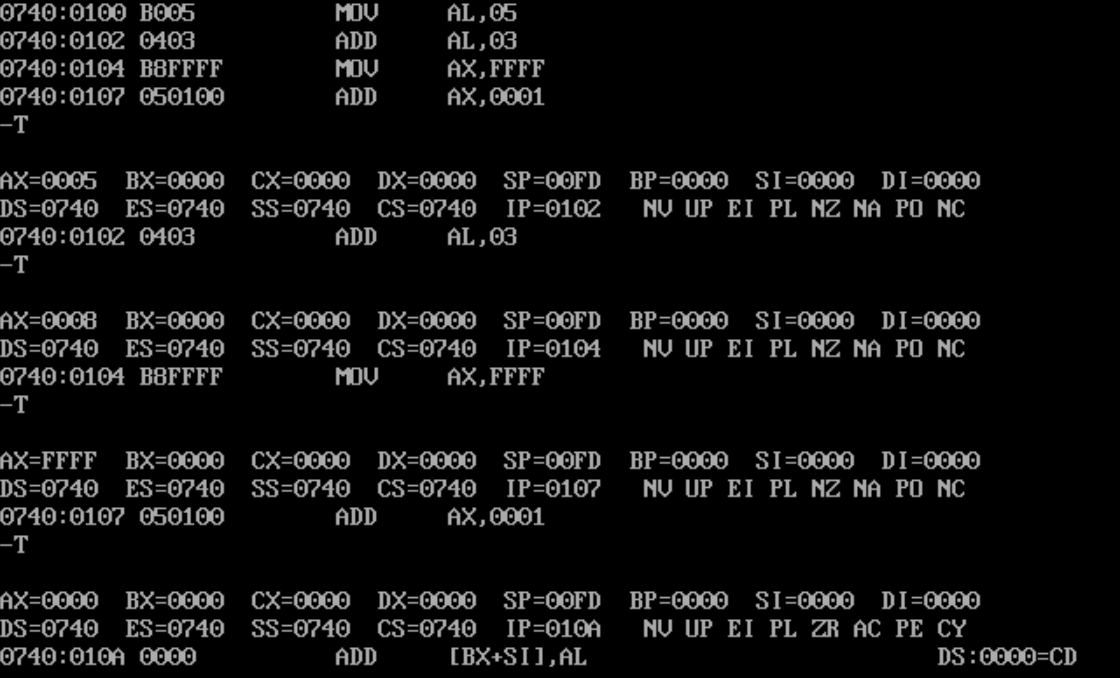 0740:0100 B005          MOV     AL,05
0740:0102 0403          ADD     AL,03
0740:0104 B8FFFF        MOV     AX,FFFF
0740:0107 050100        ADD     AX,0001
-T
AX=0005  BX=0000  CX=0000  DX=0000  SP=00FD  BP=0000  SI=0000  DI=0000
DS=0740  ES=0740  SS=0740  CS=0740  IP=0102   NV UP EI PL NZ NA PO NC
0740:0102 0403          ADD     AL,03
-T
AX=0008  BX=0000  CX=0000  DX=0000  SP=00FD  BP=0000  SI=0000  DI=0000
DS=0740  ES=0740  SS=0740  CS=0740  IP=0104   NV UP EI PL NZ NA PO NC
0740:0104 B8FFFF        MOV     AX,FFFF
-T
AX=FFFF  BX=0000  CX=0000  DX=0000  SP=00FD  BP=0000  SI=0000  DI=0000
DS=0740  ES=0740  SS=0740  CS=0740  IP=0107   NV UP EI PL NZ NA PO NC
0740:0107 050100        ADD     AX,0001
-T
AX=0000  BX=0000  CX=0000  DX=0000  SP=00FD  BP=0000  SI=0000  DI=0000
DS=0740  ES=0740  SS=0740  CS=0740  IP=010A   NV UP EI PL ZR AC PE CY
0740:010A 0000          ADD     [BX+SI],AL                         DS:0000=CD